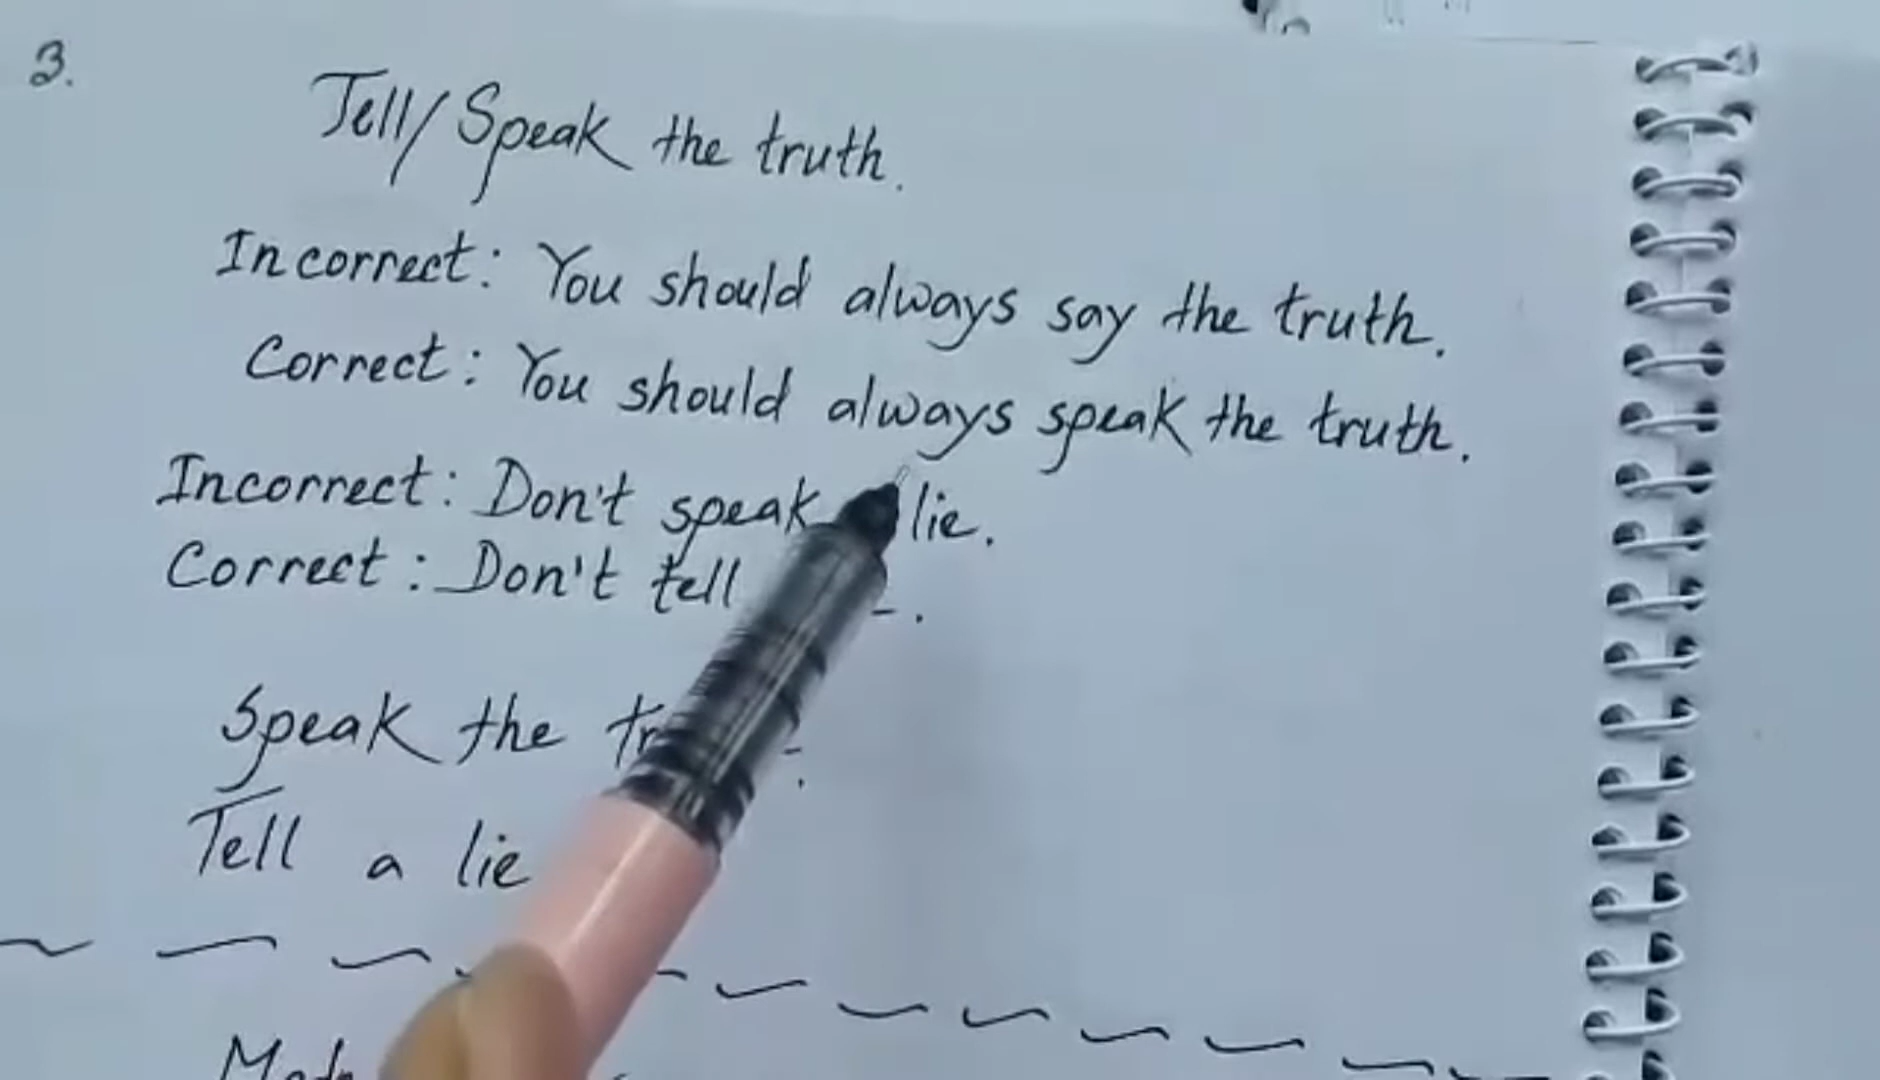 3.
Tell/Speak the truth.
Incorrect: You should always say the truth.
Correct: You should always speak the truth.
Incorrect: Don't speak lie.
Correct: Don't tell
Speak the
Tell a lie